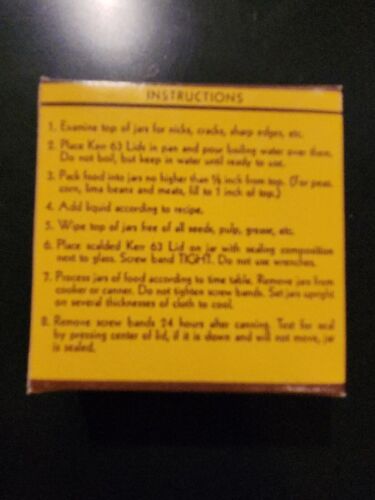 INSTRUCTIONS
1. Examine top of jars for nicks, cracks, sharp edges, etc.
2. Place Kerr 63 Lids in pan and pour boiling water over them.
Do not boil, but keep in water until ready to use.
3. Pack food into jars no higher than ½ inch from top. (For peas,
corn, lima beans and meats, fill to 1 inch of top.)
4. Add liquid according to recipe.
5. Wipe top of jars free of all seeds, pulp, grease, etc.
6. Place scalded Kerr 63 Lid on jar with sealing composition
next to glass. Screw band TIGHT. Do not use wrenches.
7. Process jars of food according to time table. Remove jars from
cooker or canner. Do not tighten screw bands. Set jars upright
on several thicknesses of cloth to cool.
8. Remove screw bands 24 hours after canning. Test for seal
by pressing center of lid, if it is down and will not move, jar
is sealed.